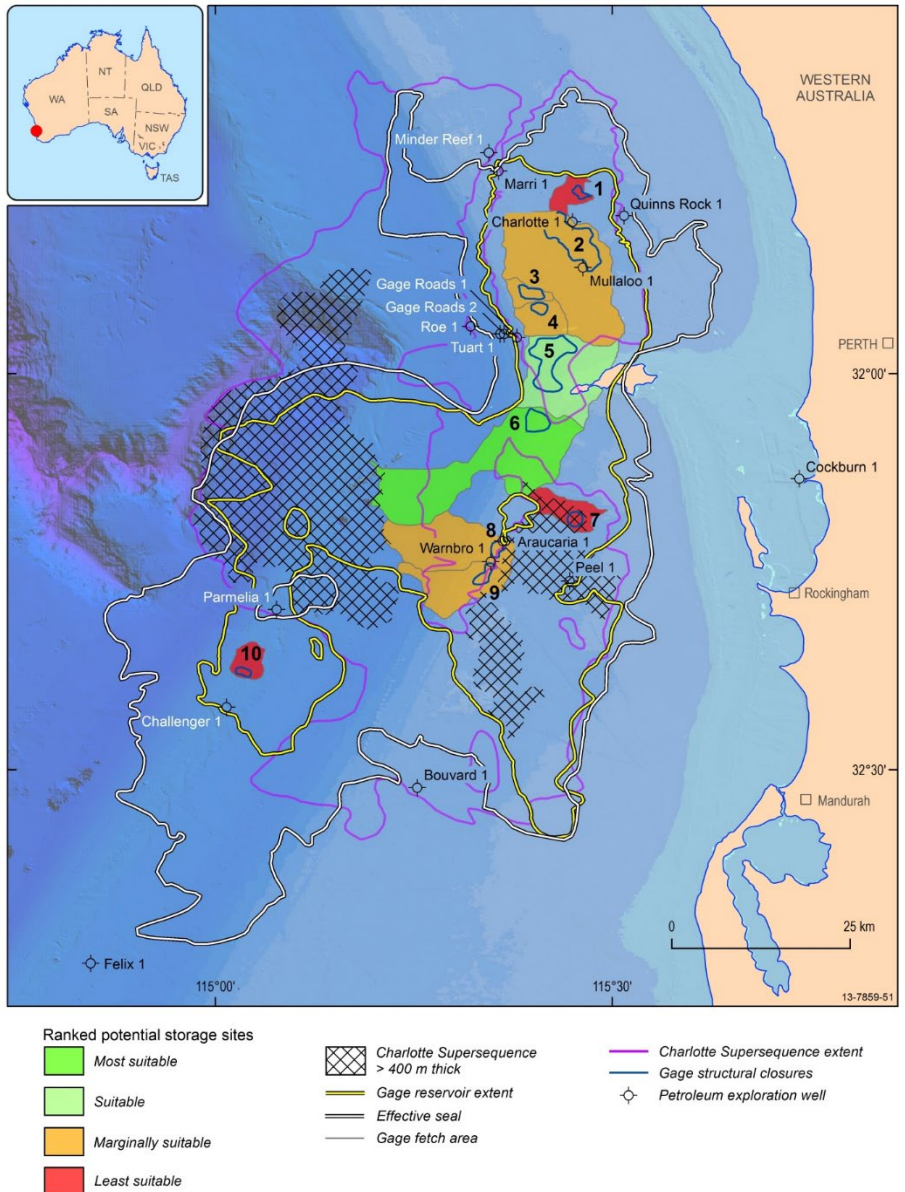 WA
NT
QLD
SA
NSW
VIC
TAS
WESTERN
AUSTRALIA
Minder Reef 1
Marri 1
1
Quinns Rock 1
Charlotte 1
2
Mullaloo 1
3
Gage Roads 1
Gage Roads 2
4
Roe 1
Tuart 1
5
PERTH
32°00'
6
Cockburn 1
7
8
Araucaria 1
Warnbro 1
Peel 1
9
Rockingham
Parmelia 1
10
Challenger 1
32°30'
Bouvard 1
Mandurah
0
25 km
Felix 1
115°00'
115°30'
13-7859-51
Ranked potential storage sites
Most suitable
Suitable
Marginally suitable
Least suitable
Charlotte Supersequence
> 400 m thick
Gage reservoir extent
Effective seal
Gage fetch area
Charlotte Supersequence extent
Gage structural closures
Petroleum exploration well